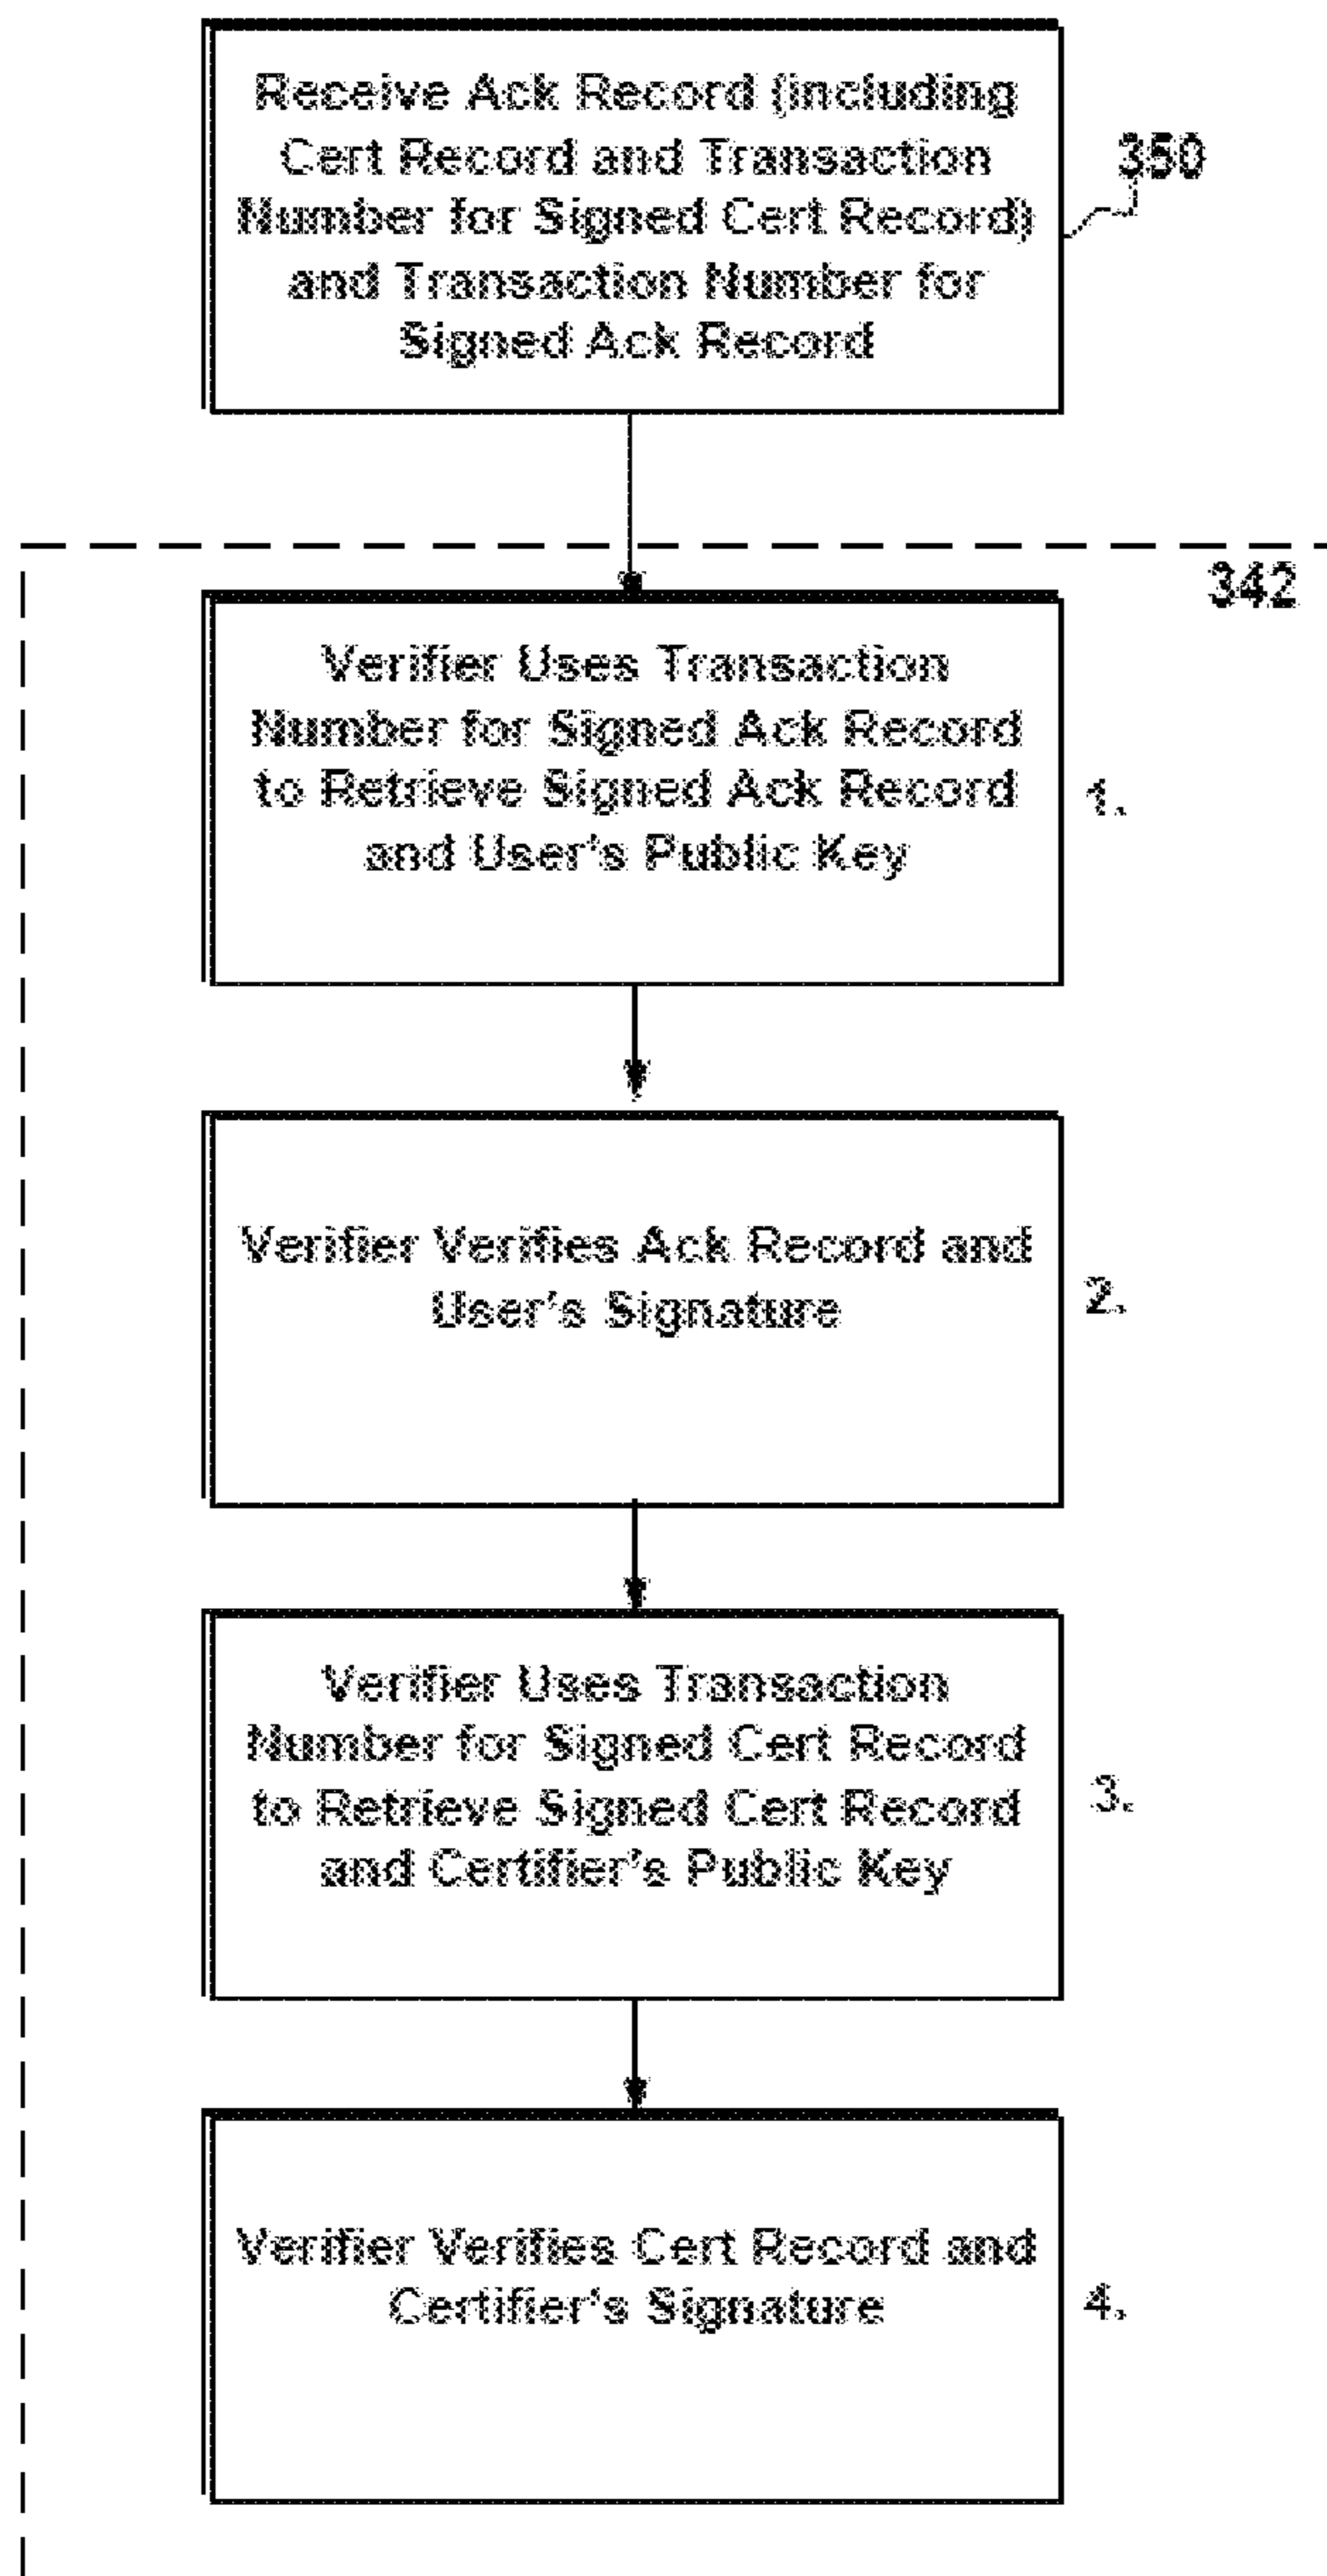 Receive Ack Record (including
Cert Record and Transaction
Number for Signed Cert Record)
and Transaction Number for
Signed Ack Record
350
342
Verifier Uses Transaction
Number for Signed Ack Record
to Retrieve Signed Ack Record
and User's Public Key
1.
Verifier Verifies Ack Record and
User's Signature
2.
Verifier Uses Transaction
Number for Signed Cert Record
to Retrieve Signed Cert Record
and Certifier's Public Key
3.
Verifier Verifies Cert Record and
Certifier's Signature
4.